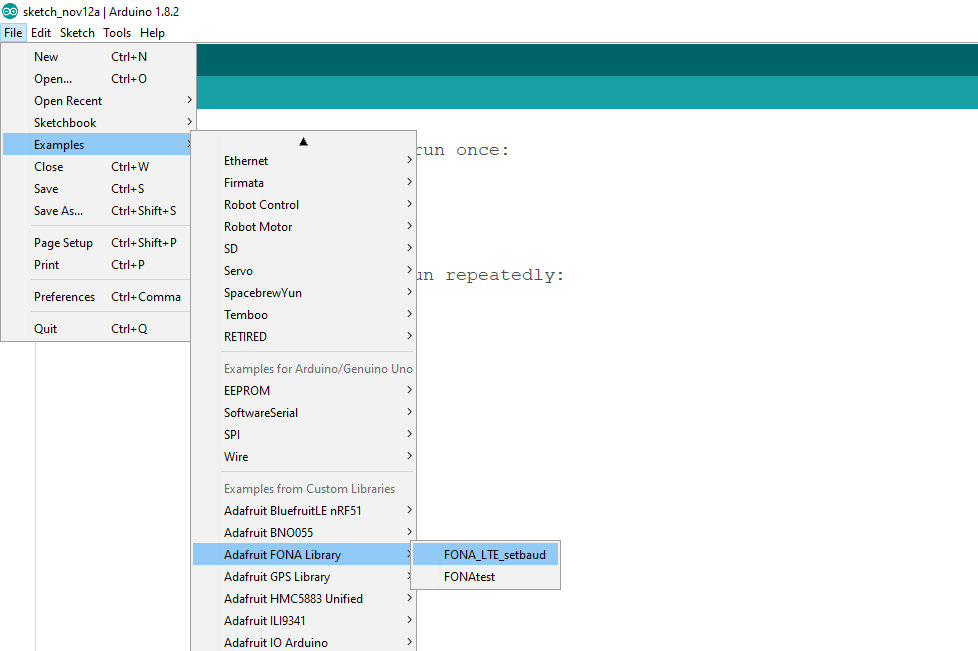 sketch_nov12a | Arduino 1.8.2
File Edit Sketch Tools Help
New Ctrl+N
Open... Ctrl+O
Open Recent
Sketchbook
Examples
Close Ctrl+W
Save Ctrl+S
Save As... Ctrl+Shift+S
Page Setup Ctrl+Shift+P
Print Ctrl+P
Preferences Ctrl+Comma
Quit Ctrl+Q
Ethernet
Firmata
Robot Control
Robot Motor
SD
Servo
SpacebrewYun
Temboo
RETIRED
Examples for Arduino/Genuino Uno
EEPROM
SoftwareSerial
SPI
Wire
Examples from Custom Libraries
Adafruit BluefruitLE nRF51
Adafruit BNO055
Adafruit FONA Library
Adafruit GPS Library
Adafruit HMC5883 Unified
Adafruit ILI9341
Adafruit IO Arduino
FONA_LTE_setbaud
FONAtest
run once:
un repeatedly: